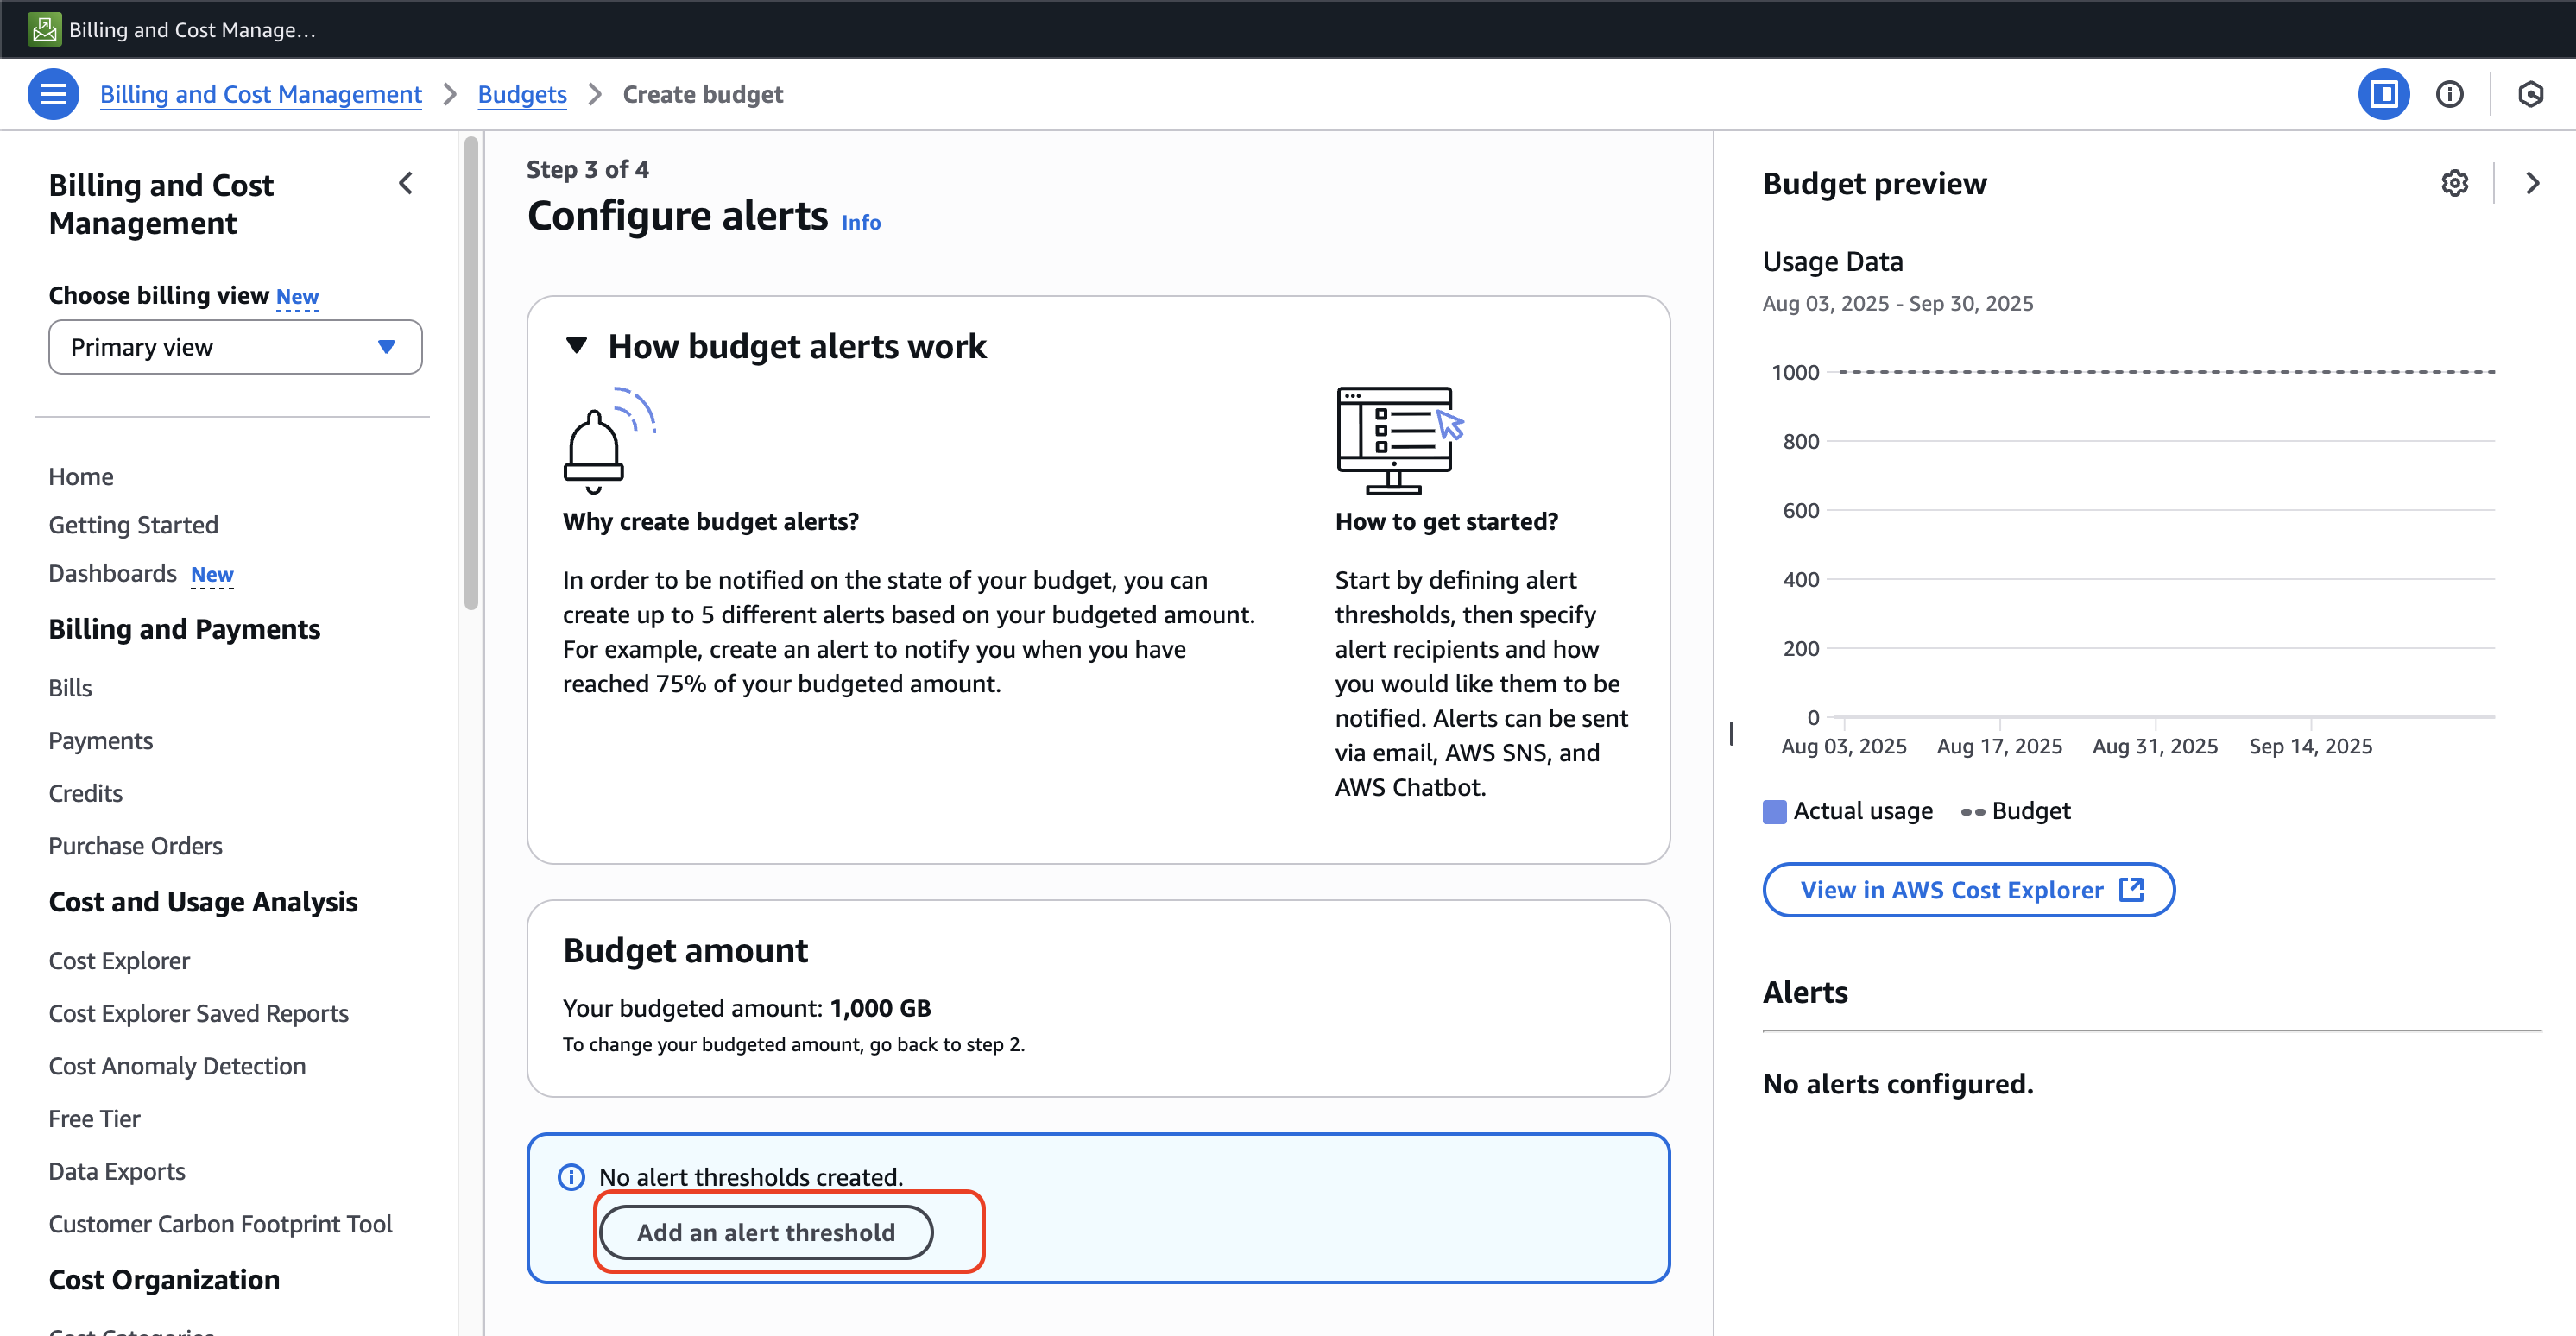 Billing and Cost Manage...
Billing and Cost Management
Budgets
Create budget
Billing and Cost
Management
Choose billing view New
Primary view
Home
Getting Started
Dashboards New
Billing and Payments
Bills
Payments
Credits
Purchase Orders
Cost and Usage Analysis
Cost Explorer
Cost Explorer Saved Reports
Cost Anomaly Detection
Free Tier
Data Exports
Customer Carbon Footprint Tool
Cost Organization
Step 3 of 4
Configure alerts Info
How budget alerts work
Why create budget alerts?
In order to be notified on the state of your budget, you can
create up to 5 different alerts based on your budgeted amount.
For example, create an alert to notify you when you have
reached 75% of your budgeted amount.
How to get started?
Start by defining alert
thresholds, then specify
alert recipients and how
you would like them to be
notified. Alerts can be sent
via email, AWS SNS, and
AWS Chatbot.
Budget amount
Your budgeted amount: 1,000 GB
To change your budgeted amount, go back to step 2.
No alert thresholds created.
Add an alert threshold
Budget preview
Usage Data
Aug 03, 2025 - Sep 30, 2025
1000
800
600
400
200
0
Aug 03, 2025 Aug 17, 2025 Aug 31, 2025 Sep 14, 2025
Actual usage Budget
View in AWS Cost Explorer
Alerts
No alerts configured.